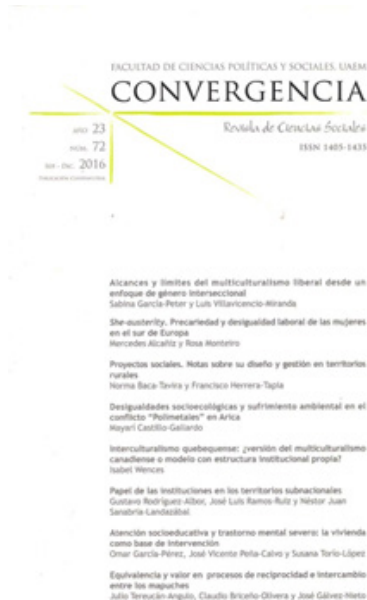 FACULTAD DE CIENCIAS POLÍTICAS Y SOCIALES, UAEM
CONVERGENCIA
Revista de Ciencias Sociales
ISSN 1405-1435
AÑO 23
NÚM. 72
SEP - DIC. 2016
PUBLICACIÓN CUATRIMESTRAL
Alcances y límites del multiculturalismo liberal desde un
enfoque de género interseccional
Sabina García-Peter y Luis Villavicencio-Miranda
She-austerity. Precariedad y desigualdad laboral de las mujeres
en el sur de Europa
Mercedes Alcañiz y Rosa Monteiro
Proyectos sociales. Notas sobre su diseño y gestión en territorios
rurales
Norma Baca-Tavira y Francisco Herrera-Tapia
Desigualdades socioecológicas y sufrimiento ambiental en el
conflicto "Polimetales" en Arica
Mayarí Castillo-Gallardo
Interculturalismo quebequense: ¿versión del multiculturalismo
canadiense o modelo con estructura institucional propia?
Isabel Wences
Papel de las instituciones en los territorios subnacionales
Gustavo Rodríguez-Albor, José Luis Ramos-Ruiz y Néstor Juan
Sanabria-Landazábal
Atención socioeducativa y trastorno mental severo: la vivienda
como base de intervención
Omar García-Pérez, José Vicente Peña-Calvo y Susana Torío-López
Equivalencia y valor en procesos de reciprocidad e intercambio
entre los mapuches
Julio Tereucán-Angulo, Claudio Briceño-Olivera y José Gálvez-Nieto